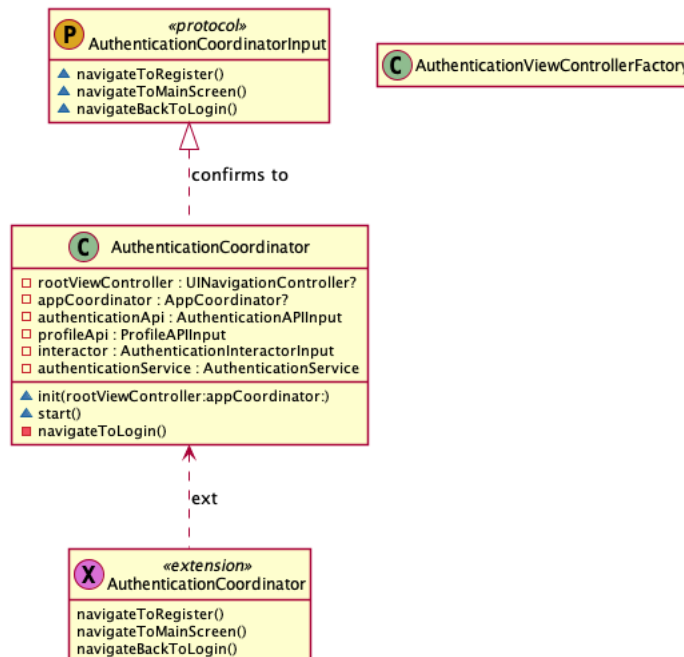 P «protocol»
AuthenticationCoordinatorInput
navigateToRegister()
navigateToMainScreen()
navigateBackToLogin()
C AuthenticationViewControllerFactory
confirms to
C AuthenticationCoordinator
rootViewController : UINavigationController?
appCoordinator : AppCoordinator?
authenticationApi : AuthenticationAPIInput
profileApi : ProfileAPIInput
interactor : AuthenticationInteractorInput
authenticationService : AuthenticationService
init(rootViewController:appCoordinator:)
start()
navigateToLogin()
ext
X «extension»
AuthenticationCoordinator
navigateToRegister()
navigateToMainScreen()
navigateBackToLogin()